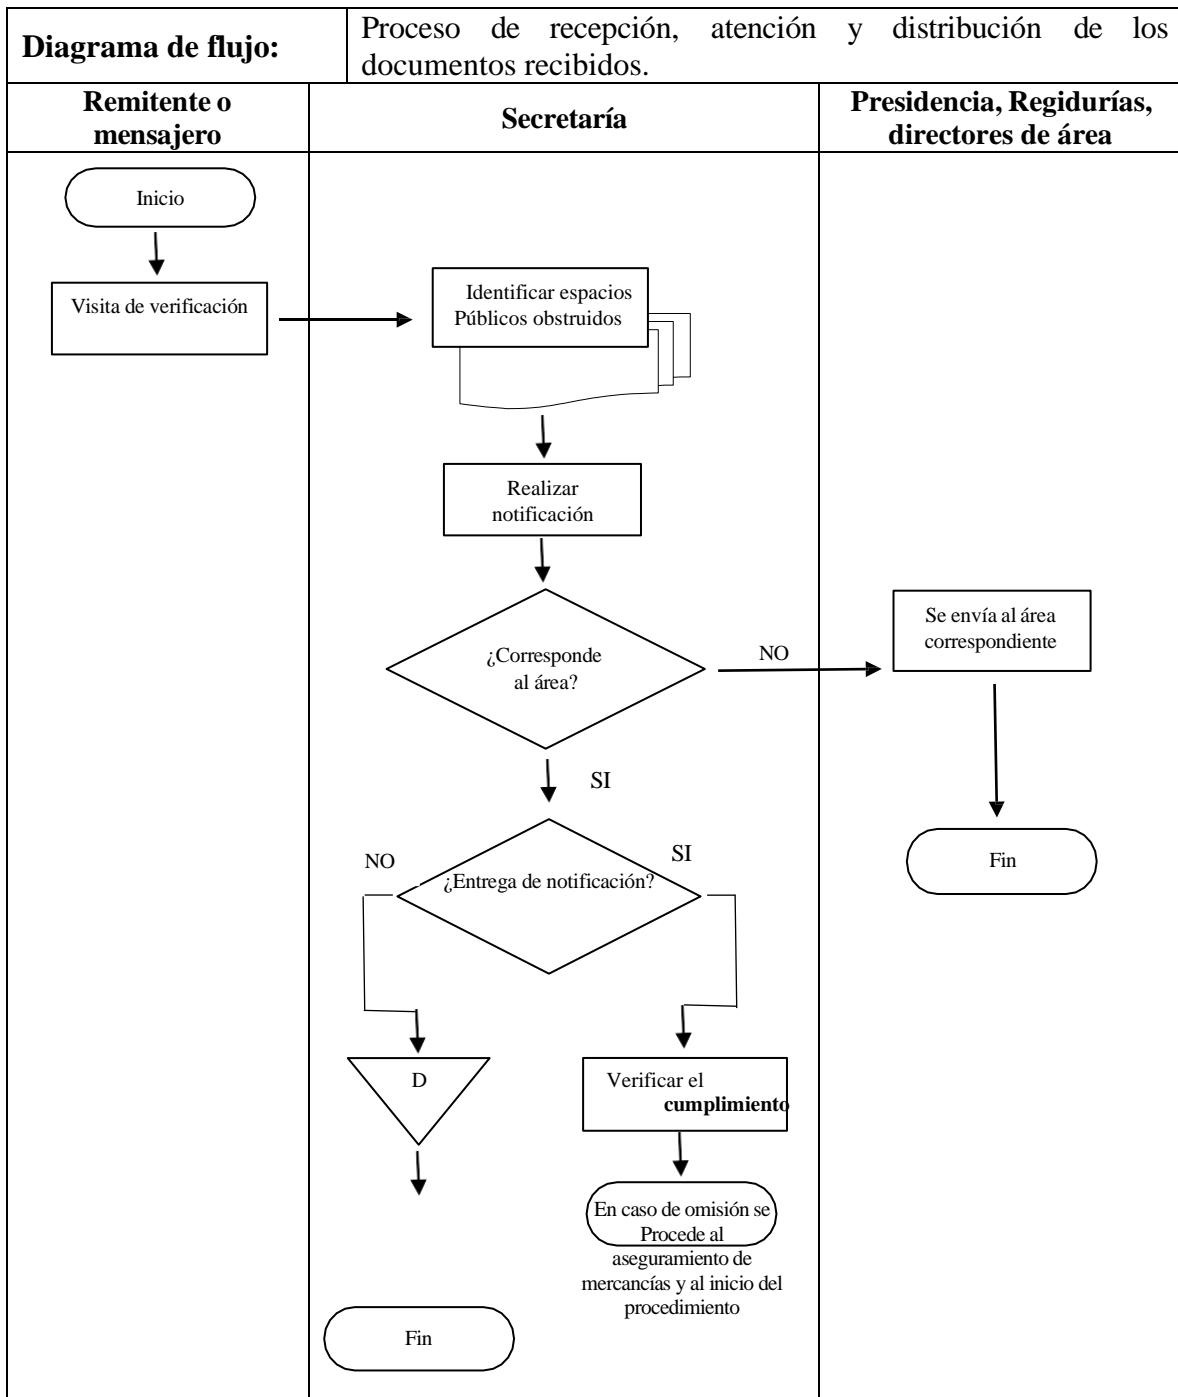 Diagrama de flujo:
Proceso de recepción, atención y distribución de los
documentos recibidos.
Remitente o
mensajero
Secretaría
Presidencia, Regidurías,
directores de área
Inicio
Visita de verificación
Identificar espacios
Públicos obstruidos
Realizar
notificación
¿Corresponde
al área?
NO
Se envía al área
correspondiente
SI
Fin
NO
SI
¿Entrega de notificación?
D
Verificar el
cumplimiento
En caso de omisión se
Procede al
aseguramiento de
mercancías y al inicio del
procedimiento
Fin